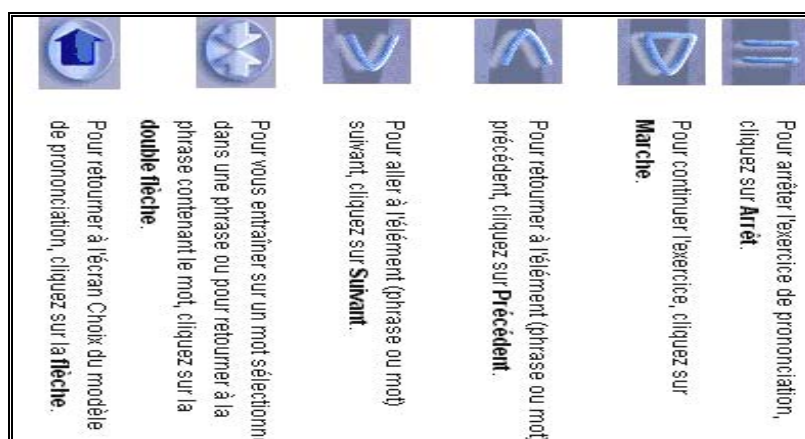 Pour arrêter l'exercice de prononciation,
cliquez sur Arrêt.
Pour continuer l'exercice, cliquez sur
Marche.
Pour retourner à l'élément (phrase ou mot)
précédent, cliquez sur Précédent.
Pour aller à l'élément (phrase ou mot)
suivant, cliquez sur Suivant.
Pour vous entraîner sur un mot sélectionn
dans une phrase ou pour retourner à la
phrase contenant le mot, cliquez sur la
double flèche.
Pour retourner à l'écran Choix du modèle
de prononciation, cliquez sur la flèche.